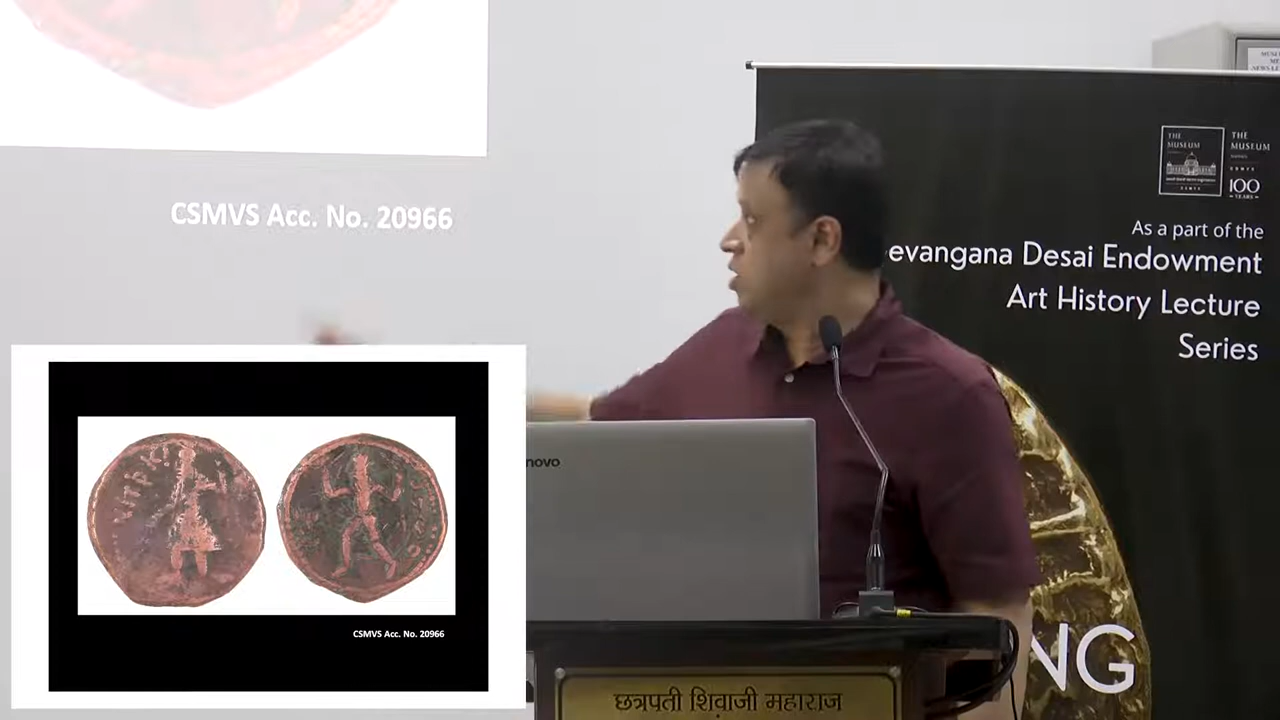 CSMVS Acc. No. 20966
THE
MUSEUM
THE
MUSEUM
100
YEARS
As a part of the
evangana Desai Endowment
Art History Lecture
Series
novo
CSMVS Acc. No. 20966
NG
छत्रपती शिवाजी महाराज